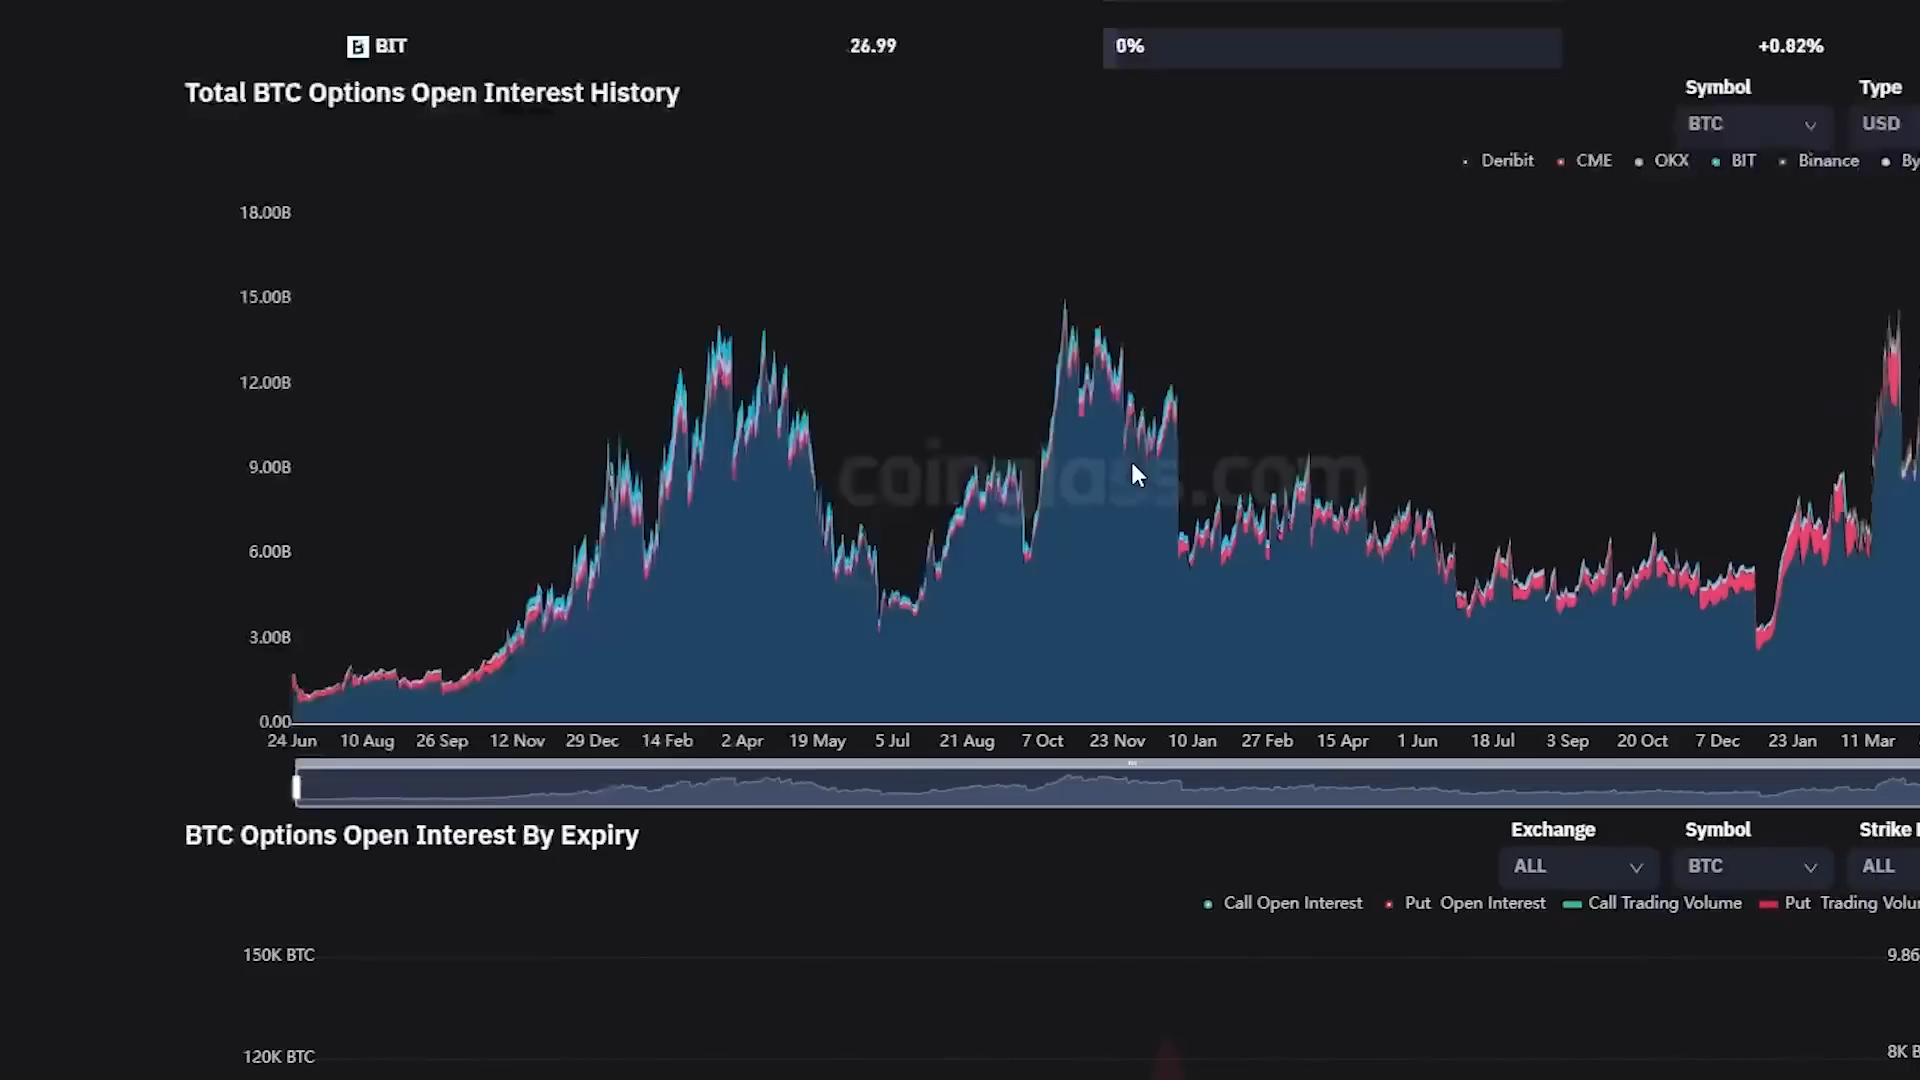 BIT 26.99 0% +0.82%
Total BTC Options Open Interest History
Symbol Type
BTC USD
Deribit CME OKX BIT Binance By
18.00B
15.00B
12.00B
9.00B
coinglass.com
6.00B
3.00B
0.00
24 Jun 10 Aug 26 Sep 12 Nov 29 Dec 14 Feb 2 Apr 19 May 5 Jul 21 Aug 7 Oct 23 Nov 10 Jan 27 Feb 15 Apr 1 Jun 18 Jul 3 Sep 20 Oct 7 Dec 23 Jan 11 Mar
BTC Options Open Interest By Expiry
Exchange Symbol Strike
ALL BTC ALL
Call Open Interest Put Open Interest Call Trading Volume Put Trading Volu
150K BTC 9.86
120K BTC 8K B